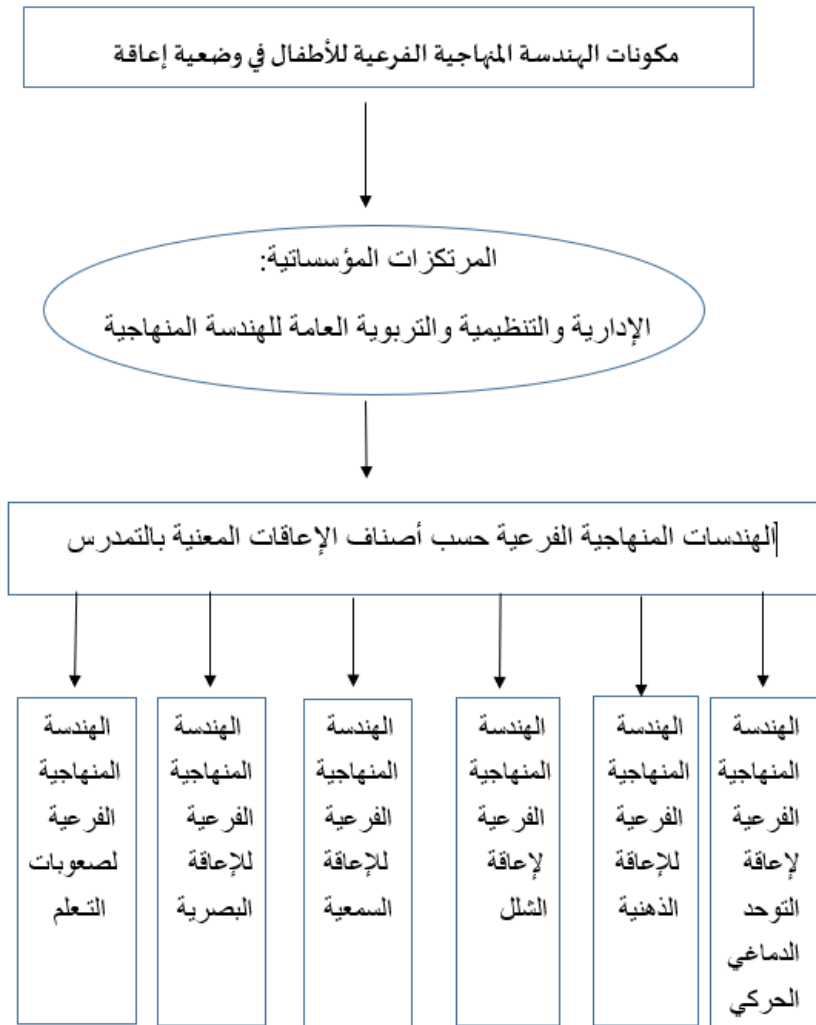 مكونات الهندسة المنهاجية الفرعية للأطفال في وضعية إعاقة
المرتكزات المؤسساتية:
الإدارية والتنظيمية والتربوية العامة للهندسة المنهاجية
الهندسات المنهاجية الفرعية حسب أصناف الإعاقات المعنية بالتمدرس
الهندسة
المنهاجية
الفرعية
لإعاقة
التوحد
الدماغي
الحركي
الهندسة
المنهاجية
الفرعية
للإعاقة
الذهنية
الهندسة
المنهاجية
الفرعية
لإعاقة
الشلل
الهندسة
المنهاجية
الفرعية
للإعاقة
السمعية
الهندسة
المنهاجية
الفرعية
للإعاقة
البصرية
الهندسة
المنهاجية
الفرعية
لصعوبات
التعلم